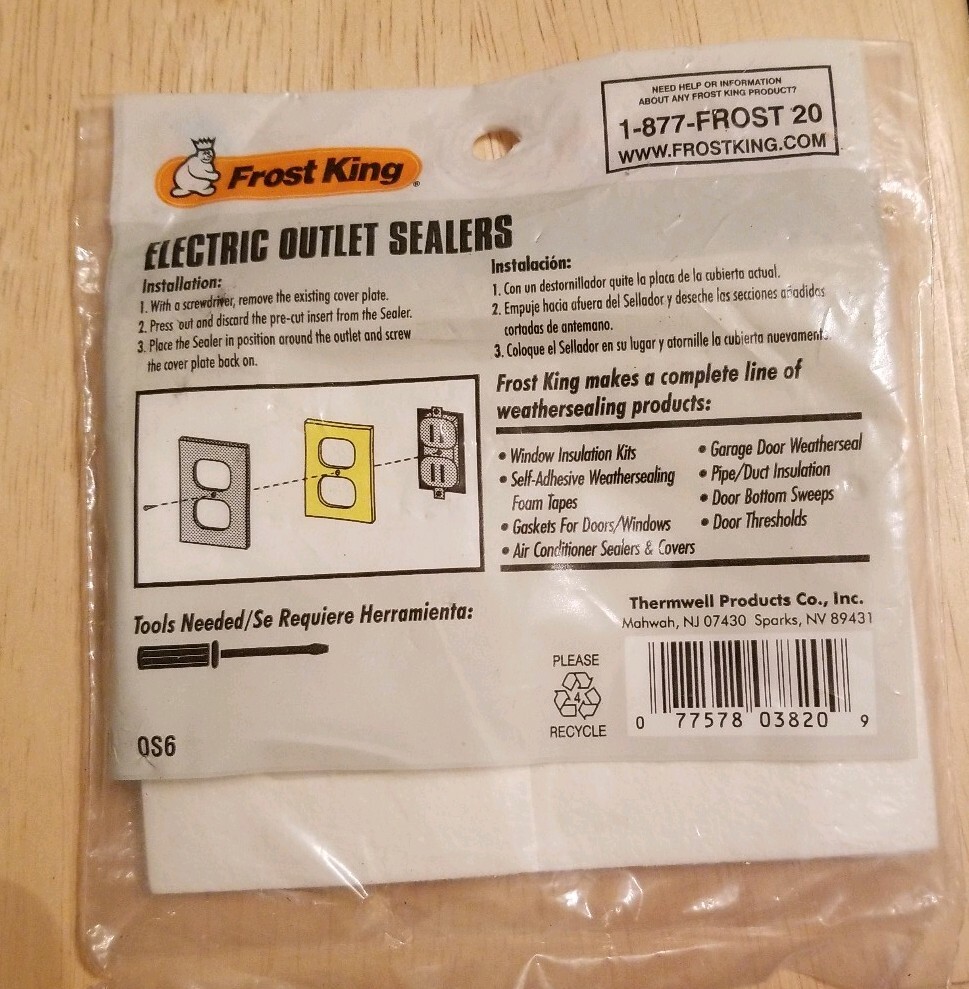 NEED HELP OR INFORMATION
ABOUT ANY FROST KING PRODUCT?
1-877-FROST 20
WWW.FROSTKING.COM
Frost King®
ELECTRIC OUTLET SEALERS
Installation:
1. With a screwdriver, remove the existing cover plate.
2. Press out and discard the pre-cut insert from the Sealer.
3. Place the Sealer in position around the outlet and screw
the cover plate back on.
Instalación:
1. Con un destornillador quite la placa de la cubierta actual.
2. Empuje hacia afuera del Sellador y deseche las secciones añadidas
cortadas de antemano.
3. Coloque el Sellador en su lugar y atornille la cubierta nuevamente.
Frost King makes a complete line of
weathersealing products:
• Window Insulation Kits
• Self-Adhesive Weathersealing
Foam Tapes
• Gaskets For Doors/Windows
• Air Conditioner Sealers & Covers
• Garage Door Weatherseal
• Pipe/Duct Insulation
• Door Bottom Sweeps
• Door Thresholds
Tools Needed/Se Requiere Herramienta:
OS6
Thermwell Products Co., Inc.
Mahwah, NJ 07430 Sparks, NV 89431
PLEASE
4
RECYCLE
0 77578 03820 9